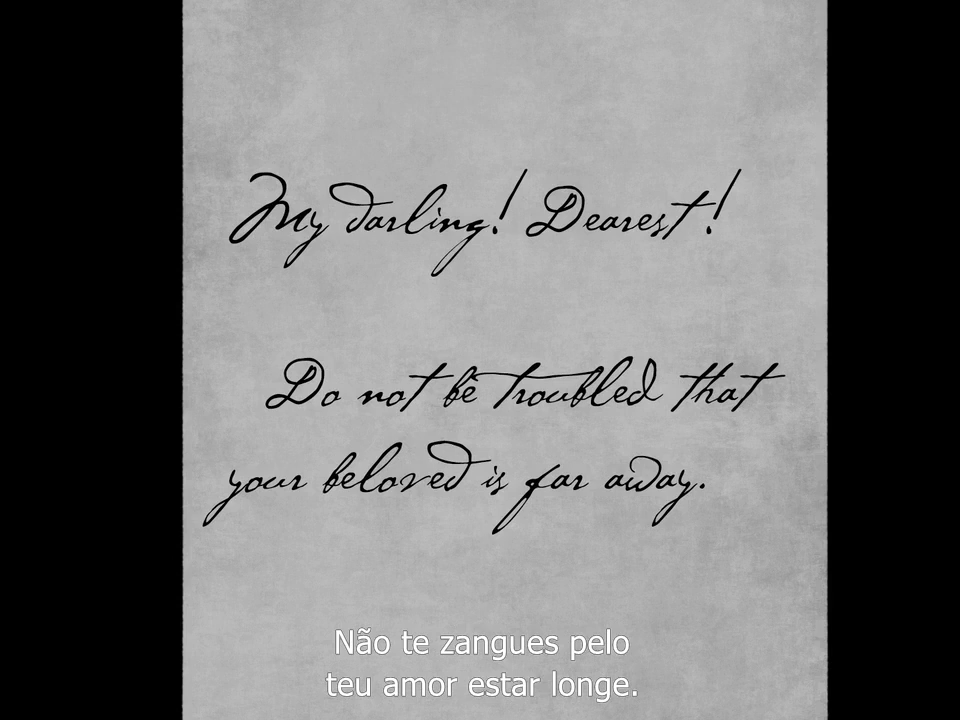 My darling! Dearest!
Do not be troubled that
your beloved is far away.
Não te zangues pelo
teu amor estar longe.